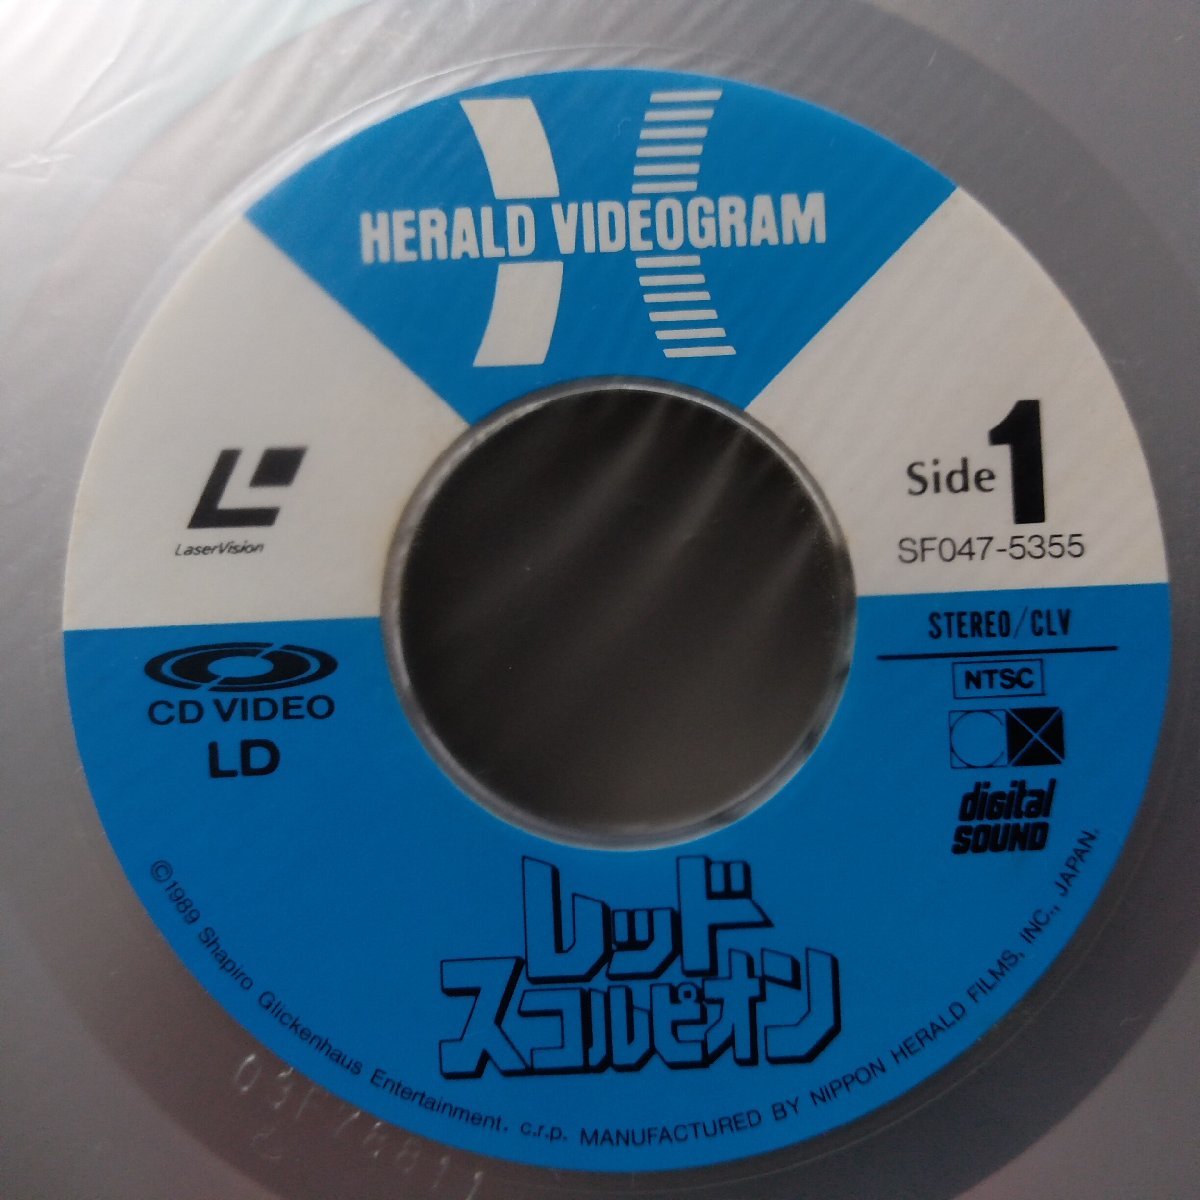 HERALD VIDEOGRAM
LaserVision
Side 1
SF047-5355
STEREO/CLV
NTSC
CD VIDEO
LD
digital
SOUND
レッド
スコルピオン
©1989 Shapiro Glickenhaus Entertainment. c.r.p. MANUFACTURED BY NIPPON HERALD FILMS, INC., JAPAN.